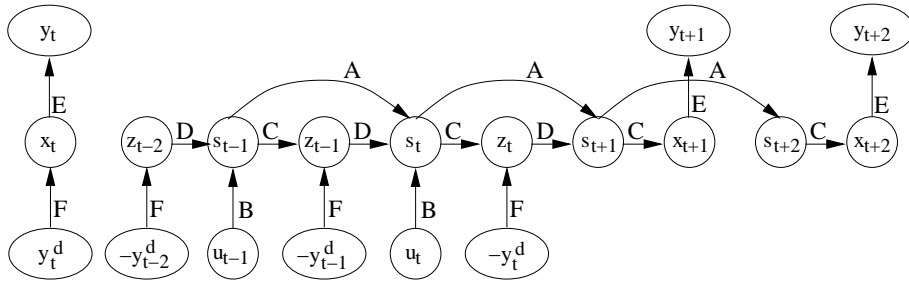 y_t y_{t+1} y_{t+2}
A A A
E E E
x_t z_{t−2} D s_{t−1} C z_{t−1} D s_t C z_t D s_{t+1} C x_{t+1} s_{t+2} C x_{t+2}
F F B F B F
y_t^d −y_{t−2}^d u_{t−1} −y_{t−1}^d u_t −y_t^d